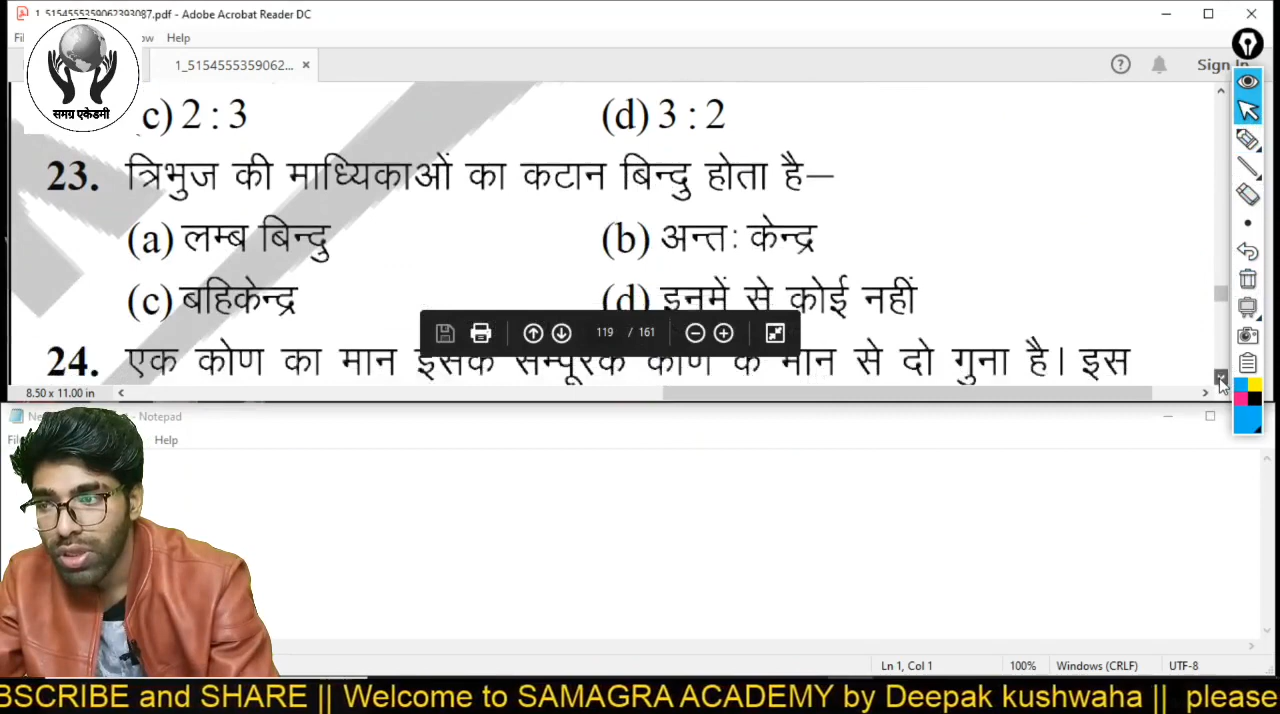 1_5154555359062393087.pdf - Adobe Acrobat Reader DC
Help
1_5154555359062...
Sign In
समग्र एकेडमी
(c) 2 : 3 (d) 3 : 2
23. त्रिभुज की माध्यिकाओं का कटान बिन्दु होता है–
(a) लम्ब बिन्दु (b) अन्तः केन्द्र
(c) बहिकेन्द्र (d) इनमें से कोई नहीं
119 / 161
24. एक कोण का मान इसके सम्पूरक कोण के मान से दो गुना है। इस
8.50 x 11.00 in
Notepad
Help
Ln 1, Col 1 100% Windows (CRLF) UTF-8
BSCRIBE and SHARE || Welcome to SAMAGRA ACADEMY by Deepak kushwaha || please